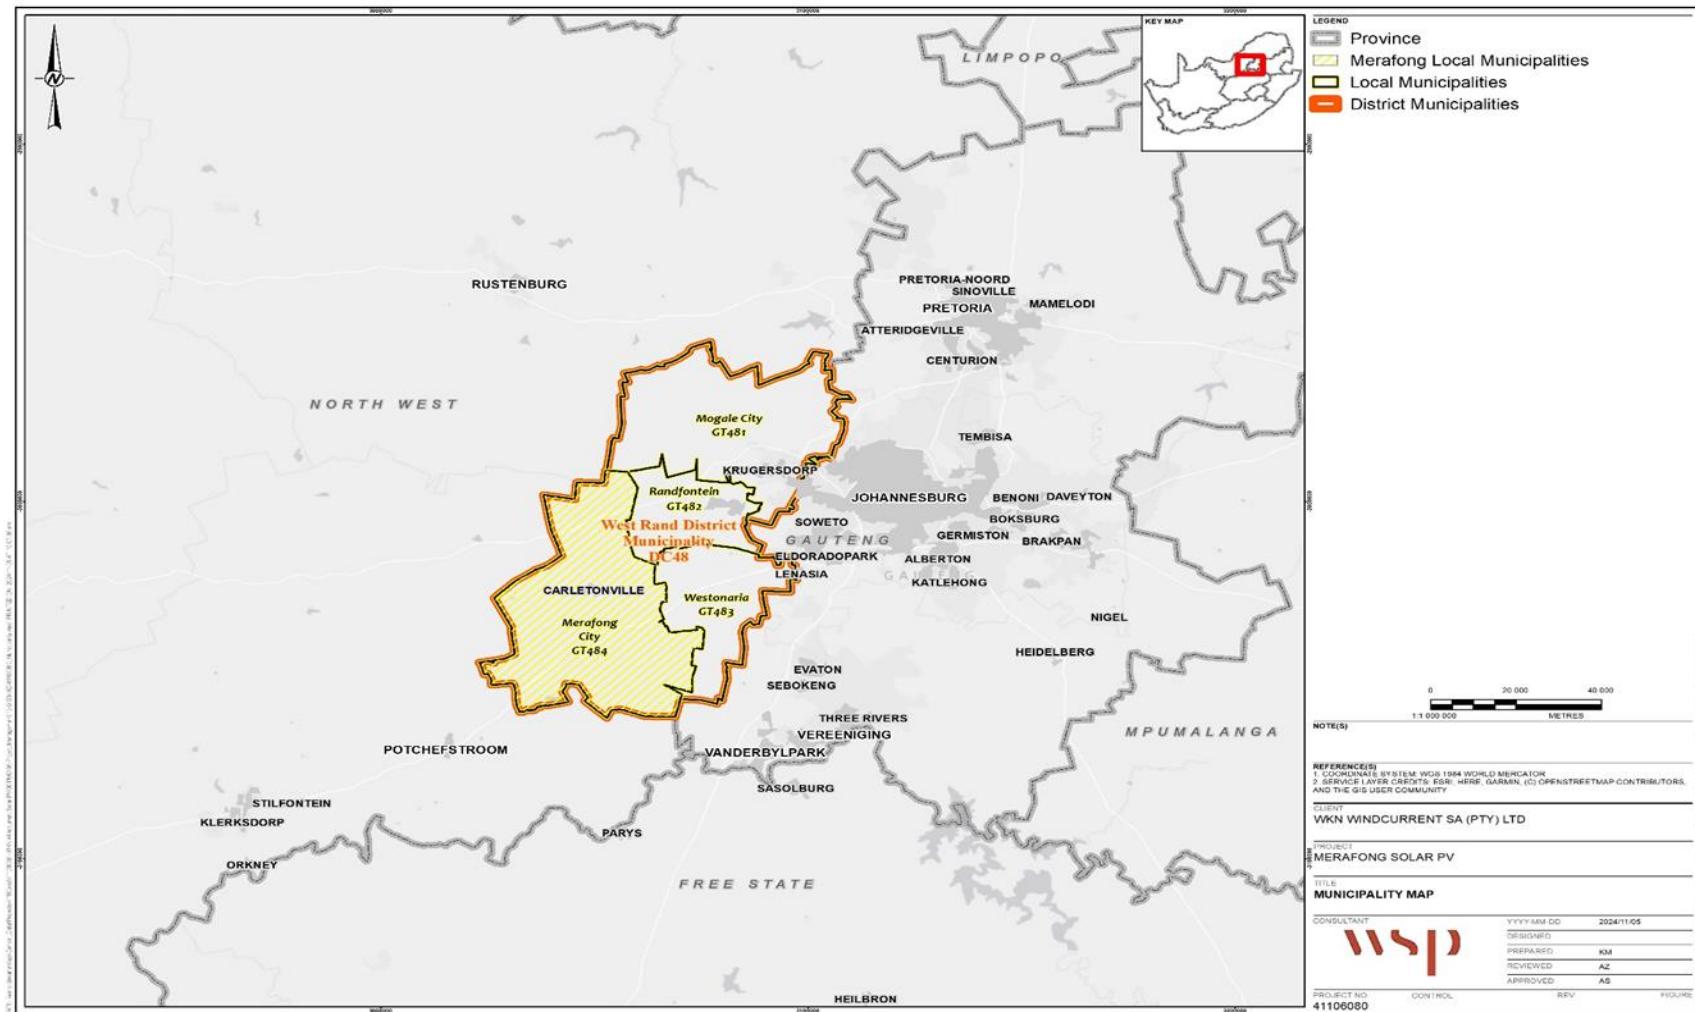 KEY MAP
N
LIMPOPO
RUSTENBURG
PRETORIA-NOORD
SINOVILLE
MAMELODI
PRETORIA
ATTERIDGEVILLE
CENTURION
NORTH WEST
Mogale City
GT481
TEMBISA
KRUGERSDORP
Randfontein
GT482
JOHANNESBURG
BENONI
DAVEYTON
SOWETO
BOKSBURG
West Rand District
Municipality
DC48
GAUTENG
GERMISTON
BRAKPAN
ELDORADOPARK
ALBERTON
LENASIA
GAUTENG
KATLEHONG
CARLETONVILLE
Westonaria
GT483
Merafong
City
GT484
NIGEL
HEIDELBERG
EVATON
SEBOKENG
THREE RIVERS
VEREENIGING
MPUMALANGA
POTCHEFSTROOM
VANDERBYLPARK
SASOLBURG
STILFONTEIN
KLERKSDORP
PARYS
ORKNEY
FREE STATE
HEILBRON
LEGEND
Province
Merafong Local Municipalities
Local Municipalities
District Municipalities
0 20 000 40 000
1:1 000 000 METRES
NOTE(S)
REFERENCE(S)
1. COORDINATE SYSTEM: WGS 1984 WORLD MERCATOR
2. SERVICE LAYER CREDITS: ESRI, HERE, GARMIN, (C) OPENSTREETMAP CONTRIBUTORS,
AND THE GIS USER COMMUNITY
CLIENT
WKN WINDCURRENT SA (PTY) LTD
PROJECT
MERAFONG SOLAR PV
TITLE
MUNICIPALITY MAP
CONSULTANT
wsp
YYYY-MM-DD 2024/11/05
DESIGNED
PREPARED KM
REVIEWED AZ
APPROVED AS
PROJECT NO. CONTROL REV FIGURE
41106080